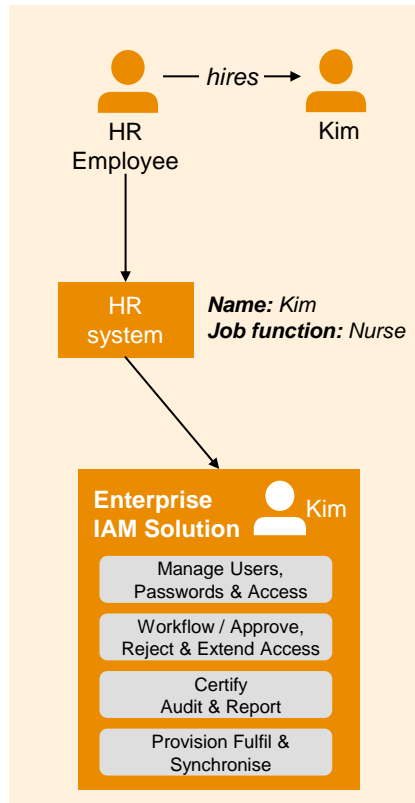 hires
HR
Employee
Kim
HR
system
Name: Kim
Job function: Nurse
Enterprise
IAM Solution
Kim
Manage Users,
Passwords & Access
Workflow / Approve,
Reject & Extend Access
Certify
Audit & Report
Provision Fulfil &
Synchronise